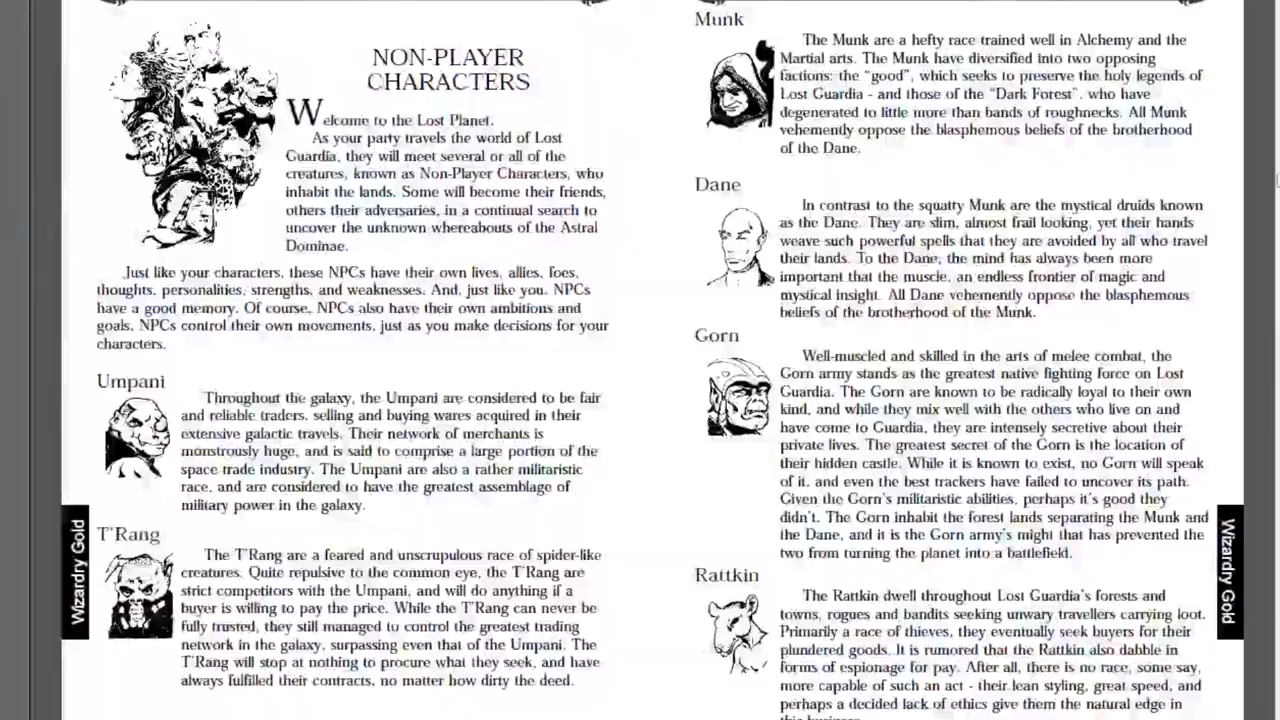 NON-PLAYER
CHARACTERS
Welcome to the Lost Planet.
As your party travels the world of Lost
Guardia, they will meet several or all of the
creatures, known as Non-Player Characters, who
inhabit the lands. Some will become their friends,
others their adversaries, in a continual search to
uncover the unknown whereabouts of the Astral
Dominae.
Just like your characters, these NPCs have their own lives, allies, foes,
thoughts, personalities, strengths, and weaknesses. And, just like you, NPCs
have a good memory. Of course, NPCs also have their own ambitions and
goals. NPCs control their own movements, just as you make decisions for your
characters.
Umpani
Throughout the galaxy, the Umpani are considered to be fair
and reliable traders, selling and buying wares acquired in their
extensive galactic travels. Their network of merchants is
monstrously huge, and is said to comprise a large portion of the
space trade industry. The Umpani are also a rather militaristic
race, and are considered to have the greatest assemblage of
military power in the galaxy.
T'Rang
The T'Rang are a feared and unscrupulous race of spider-like
creatures. Quite repulsive to the common eye, the T'Rang are
strict competitors with the Umpani, and will do anything if a
buyer is willing to pay the price. While the T'Rang can never be
fully trusted, they still managed to control the greatest trading
network in the galaxy, surpassing even that of the Umpani. The
T'Rang will stop at nothing to procure what they seek, and have
always fulfilled their contracts, no matter how dirty the deed.
Wizardry Gold
Munk
The Munk are a hefty race trained well in Alchemy and the
Martial arts. The Munk have diversified into two opposing
factions: the "good", which seeks to preserve the holy legends of
Lost Guardia - and those of the "Dark Forest", who have
degenerated to little more than bands of roughnecks. All Munk
vehemently oppose the blasphemous beliefs of the brotherhood
of the Dane.
Dane
In contrast to the squatty Munk are the mystical druids known
as the Dane. They are slim, almost frail looking, yet their hands
weave such powerful spells that they are avoided by all who travel
their lands. To the Dane, the mind has always been more
important that the muscle, an endless frontier of magic and
mystical insight. All Dane vehemently oppose the blasphemous
beliefs of the brotherhood of the Munk.
Gorn
Well-muscled and skilled in the arts of melee combat, the
Gorn army stands as the greatest native fighting force on Lost
Guardia. The Gorn are known to be radically loyal to their own
kind, and while they mix well with the others who live on and
have come to Guardia, they are intensely secretive about their
private lives. The greatest secret of the Gorn is the location of
their hidden castle. While it is known to exist, no Gorn will speak
of it, and even the best trackers have failed to uncover its path.
Given the Gorn's militaristic abilities, perhaps it's good they
didn't. The Gorn inhabit the forest lands separating the Munk and
the Dane, and it is the Gorn army's might that has prevented the
two from turning the planet into a battlefield.
Rattkin
The Rattkin dwell throughout Lost Guardia's forests and
towns, rogues and bandits seeking unwary travellers carrying loot.
Primarily a race of thieves, they eventually seek buyers for their
plundered goods. It is rumored that the Rattkin also dabble in
forms of espionage for pay. After all, there is no race, some say,
more capable of such an act - their lean styling, great speed, and
perhaps a decided lack of ethics give them the natural edge in
Wizardry Gold